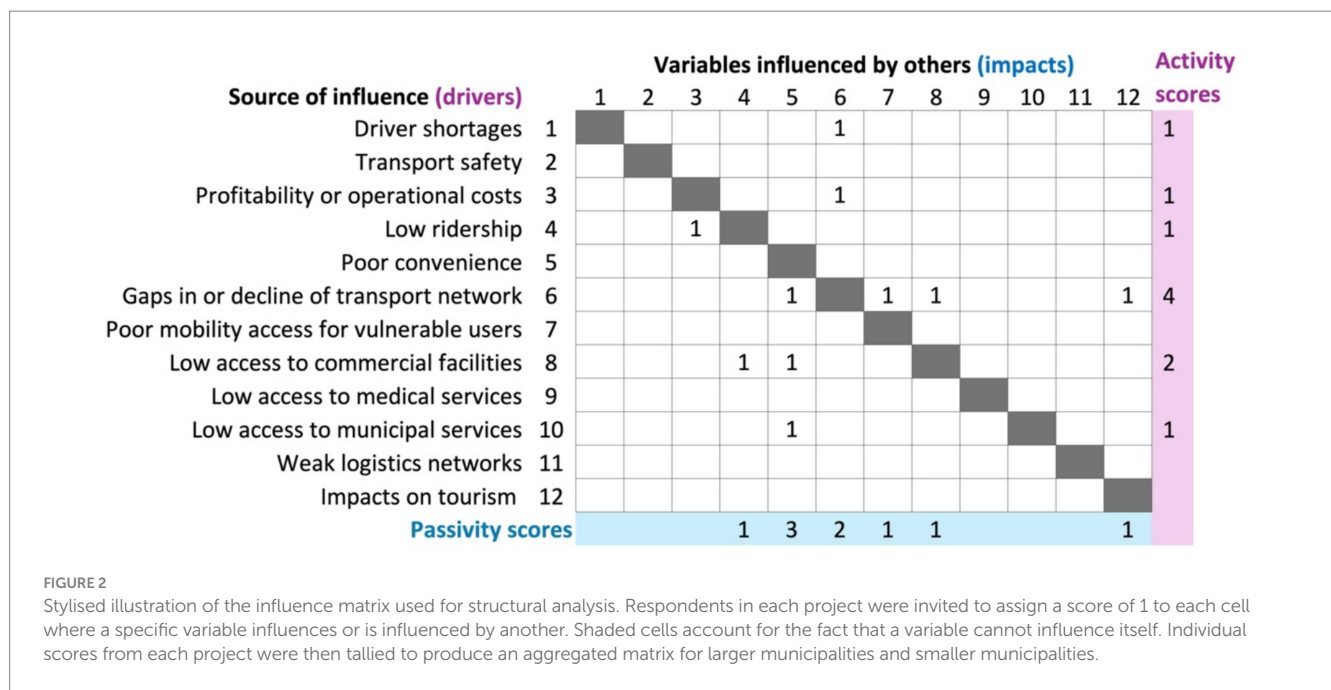 Variables influenced by others (impacts) Activity
Source of influence (drivers) 1 2 3 4 5 6 7 8 9 10 11 12 scores
Driver shortages 1 1 1
Transport safety 2
Profitability or operational costs 3 1 1
Low ridership 4 1 1
Poor convenience 5
Gaps in or decline of transport network 6 1 1 1 1 4
Poor mobility access for vulnerable users 7
Low access to commercial facilities 8 1 1 2
Low access to medical services 9
Low access to municipal services 10 1 1
Weak logistics networks 11
Impacts on tourism 12
Passivity scores 1 3 2 1 1 1
FIGURE 2
Stylised illustration of the influence matrix used for structural analysis. Respondents in each project were invited to assign a score of 1 to each cell
where a specific variable influences or is influenced by another. Shaded cells account for the fact that a variable cannot influence itself. Individual
scores from each project were then tallied to produce an aggregated matrix for larger municipalities and smaller municipalities.